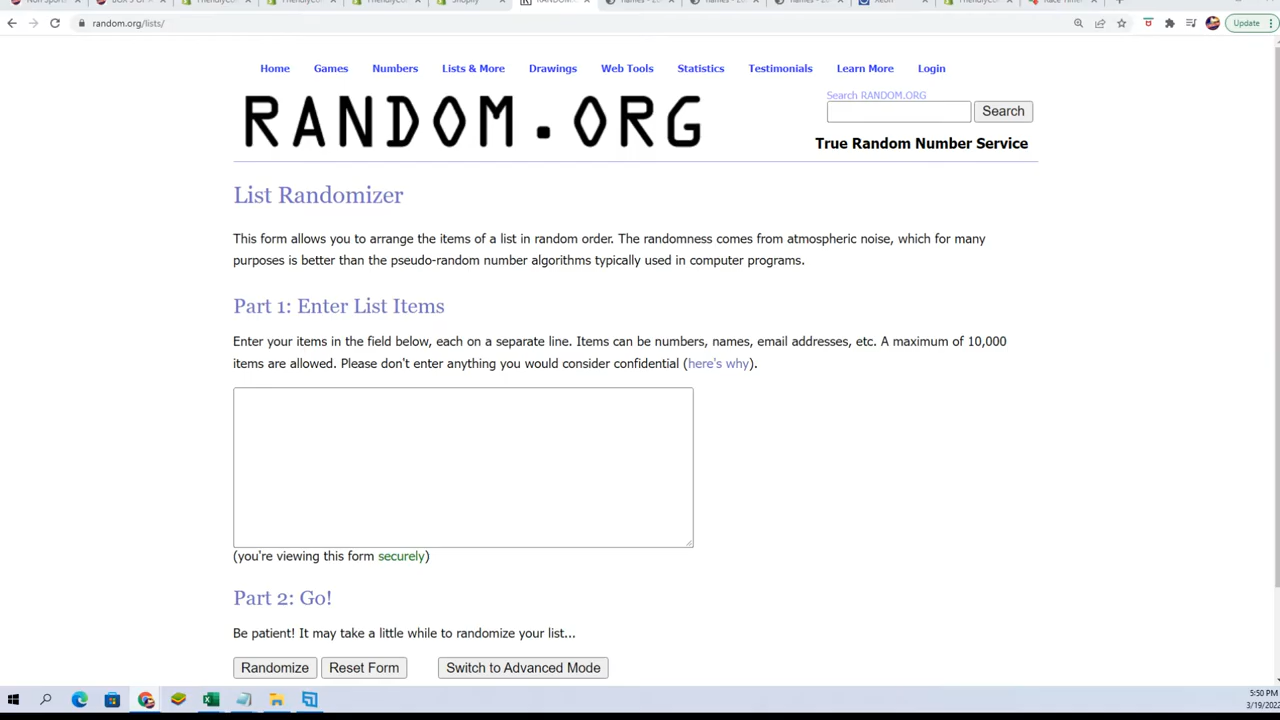 Shopify
RANDOM.
random.org/lists/
Update
Home Games Numbers Lists & More Drawings Web Tools Statistics Testimonials Learn More Login
RANDOM.ORG
Search RANDOM.ORG
Search
True Random Number Service
List Randomizer
This form allows you to arrange the items of a list in random order. The randomness comes from atmospheric noise, which for many
purposes is better than the pseudo-random number algorithms typically used in computer programs.
Part 1: Enter List Items
Enter your items in the field below, each on a separate line. Items can be numbers, names, email addresses, etc. A maximum of 10,000
items are allowed. Please don't enter anything you would consider confidential (here's why).
(you're viewing this form securely)
Part 2: Go!
Be patient! It may take a little while to randomize your list...
Randomize Reset Form Switch to Advanced Mode
5:50 PM